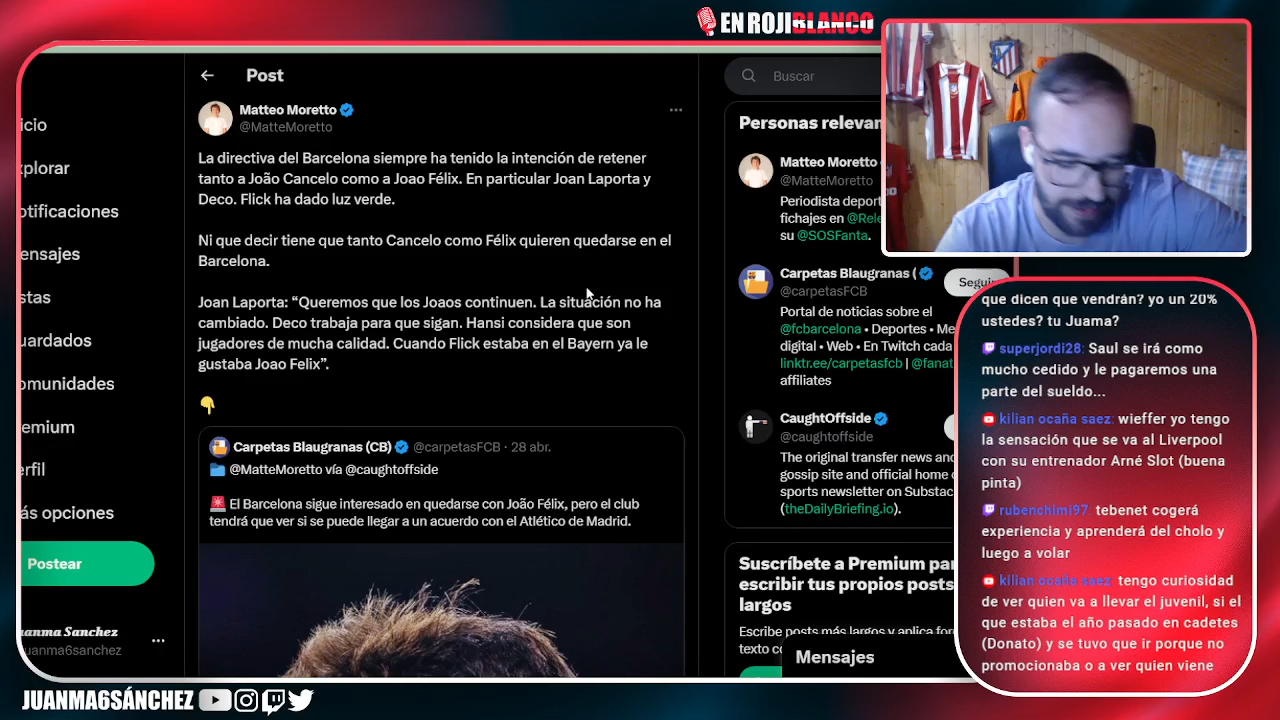 EN ROJIBLANCO
Post
Buscar
icio
xplorar
otificaciones
ensajes
stas
uardados
omunidades
remium
erfil
ás opciones
Postear
uanma Sanchez
uanma6sanchez
Matteo Moretto
@MatteMoretto
La directiva del Barcelona siempre ha tenido la intención de retener
tanto a João Cancelo como a Joao Félix. En particular Joan Laporta y
Deco. Flick ha dado luz verde.
Ni que decir tiene que tanto Cancelo como Félix quieren quedarse en el
Barcelona.
Joan Laporta: “Queremos que los Joaos continuen. La situación no ha
cambiado. Deco trabaja para que sigan. Hansi considera que son
jugadores de mucha calidad. Cuando Flick estaba en el Bayern ya le
gustaba Joao Felix”.
👇
Carpetas Blaugranas (CB) @carpetasFCB · 28 abr.
📁 @MatteMoretto vía @caughtoffside
🚨 El Barcelona sigue interesado en quedarse con João Félix, pero el club
tendrá que ver si se puede llegar a un acuerdo con el Atlético de Madrid.
Personas relevan
Matteo Moretto
@MatteMoretto
Periodista deport
fichajes en @Rele
su @SOSFanta.
Carpetas Blaugranas (
@carpetasFCB
Seguir
Portal de noticias sobre el
@fcbarcelona • Deportes • Me
digital • Web • En Twitch cada
linktr.ee/carpetasfcb | @fanat
affiliates
CaughtOffside
@caughtoffside
The original transfer news and
gossip site and official home o
sports newsletter on Substac
(theDailyBriefing.io).
Suscríbete a Premium par
escribir tus propios posts
largos
Escribe posts más largos y aplica form
texto co
Mensajes
que dicen que vendrán? yo un 20%
ustedes? tu Juama?
superjordi28: Saul se irá como
mucho cedido y le pagaremos una
parte del sueldo...
kilian ocaña saez: wieffer yo tengo
la sensación que se va al Liverpool
con su entrenador Arné Slot (buena
pinta)
rubenchimi97: tebenet cogerá
experiencia y aprenderá del cholo y
luego a volar
kilian ocaña saez: tengo curiosidad
de ver quien va a llevar el juvenil, si el
que estaba el año pasado en cadetes
(Donato) y se tuvo que ir porque no
promocionaba o a ver quien viene
JUANMA6SÁNCHEZ